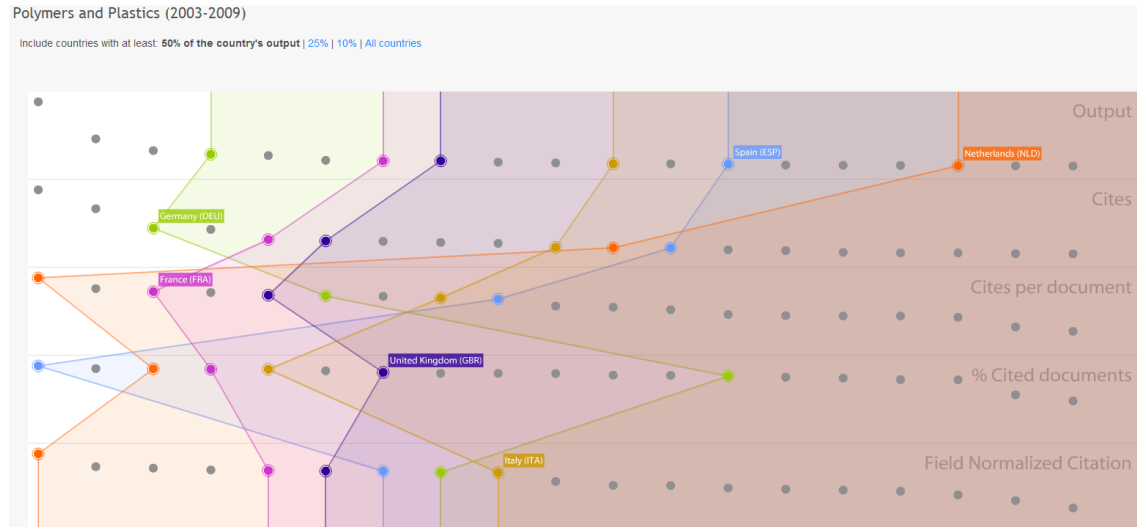 Polymers and Plastics (2003-2009)
Include countries with at least: 50% of the country's output | 25% | 10% | All countries
Output
Spain (ESP)
Netherlands (NLD)
Cites
Germany (DEU)
France (FRA)
Cites per document
United Kingdom (GBR)
% Cited documents
Italy (ITA)
Field Normalized Citation